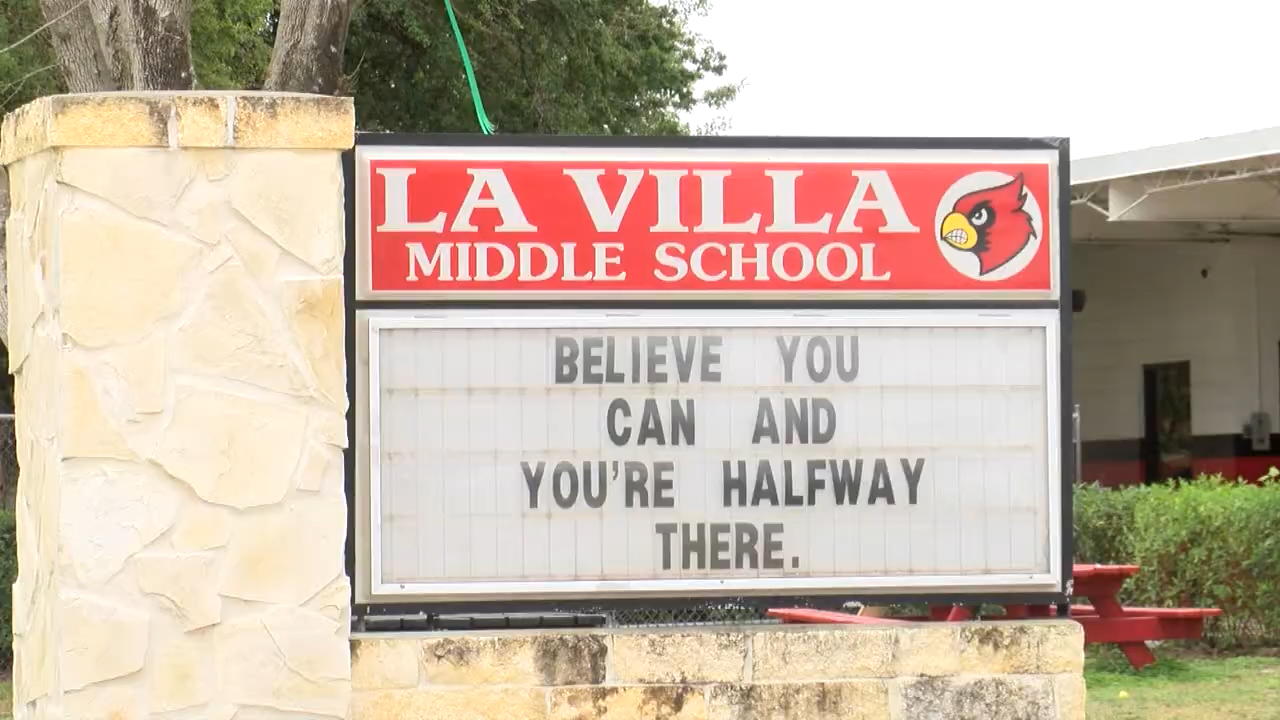 LA VILLA
MIDDLE SCHOOL
BELIEVE YOU
CAN AND
YOU'RE HALFWAY
THERE.